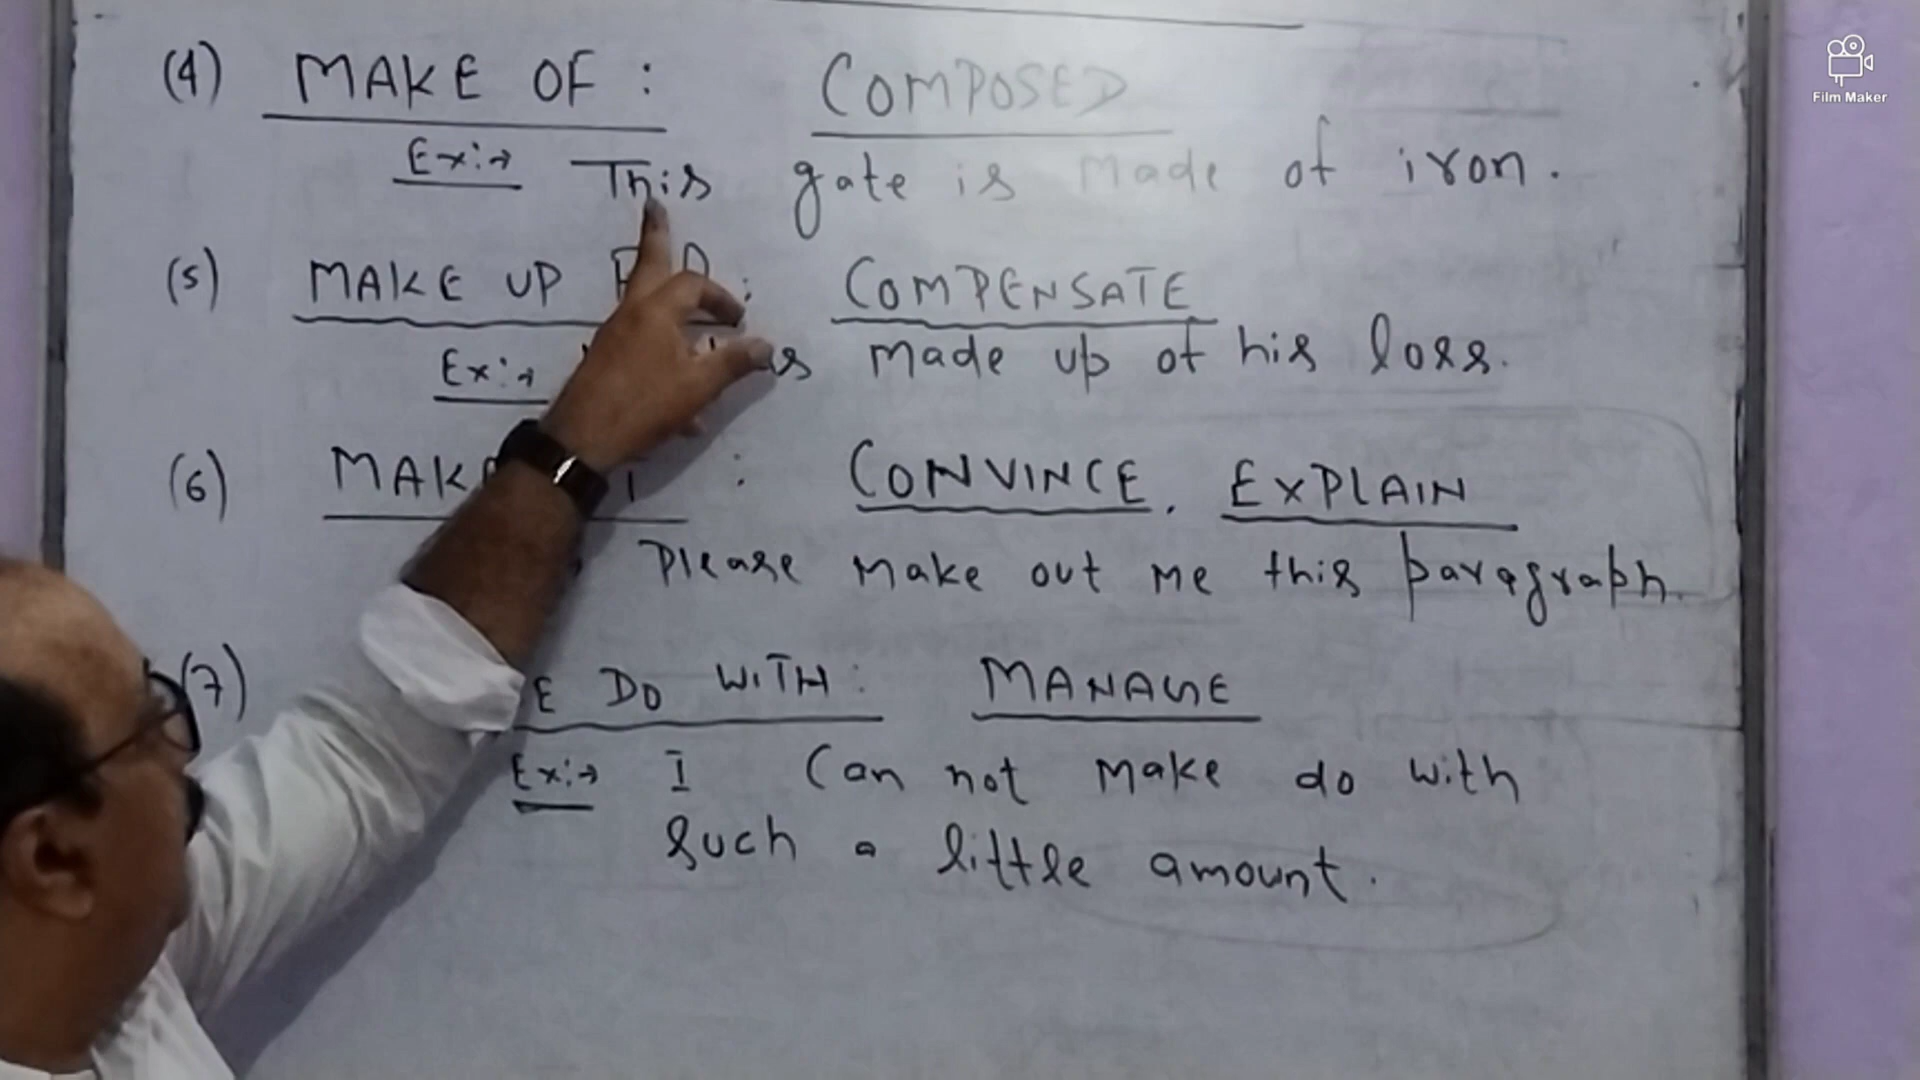 (4) MAKE OF : COMPOSED
Ex:→ This gate is made of iron.
Film Maker
(5) MAKE UP : COMPENSATE
Ex:→ made up of his loss.
(6) : CONVINCE, EXPLAIN
Please make out me this paragraph.
(7) DO WITH : MANAGE
Ex:→ I can not make do with
such a little amount.